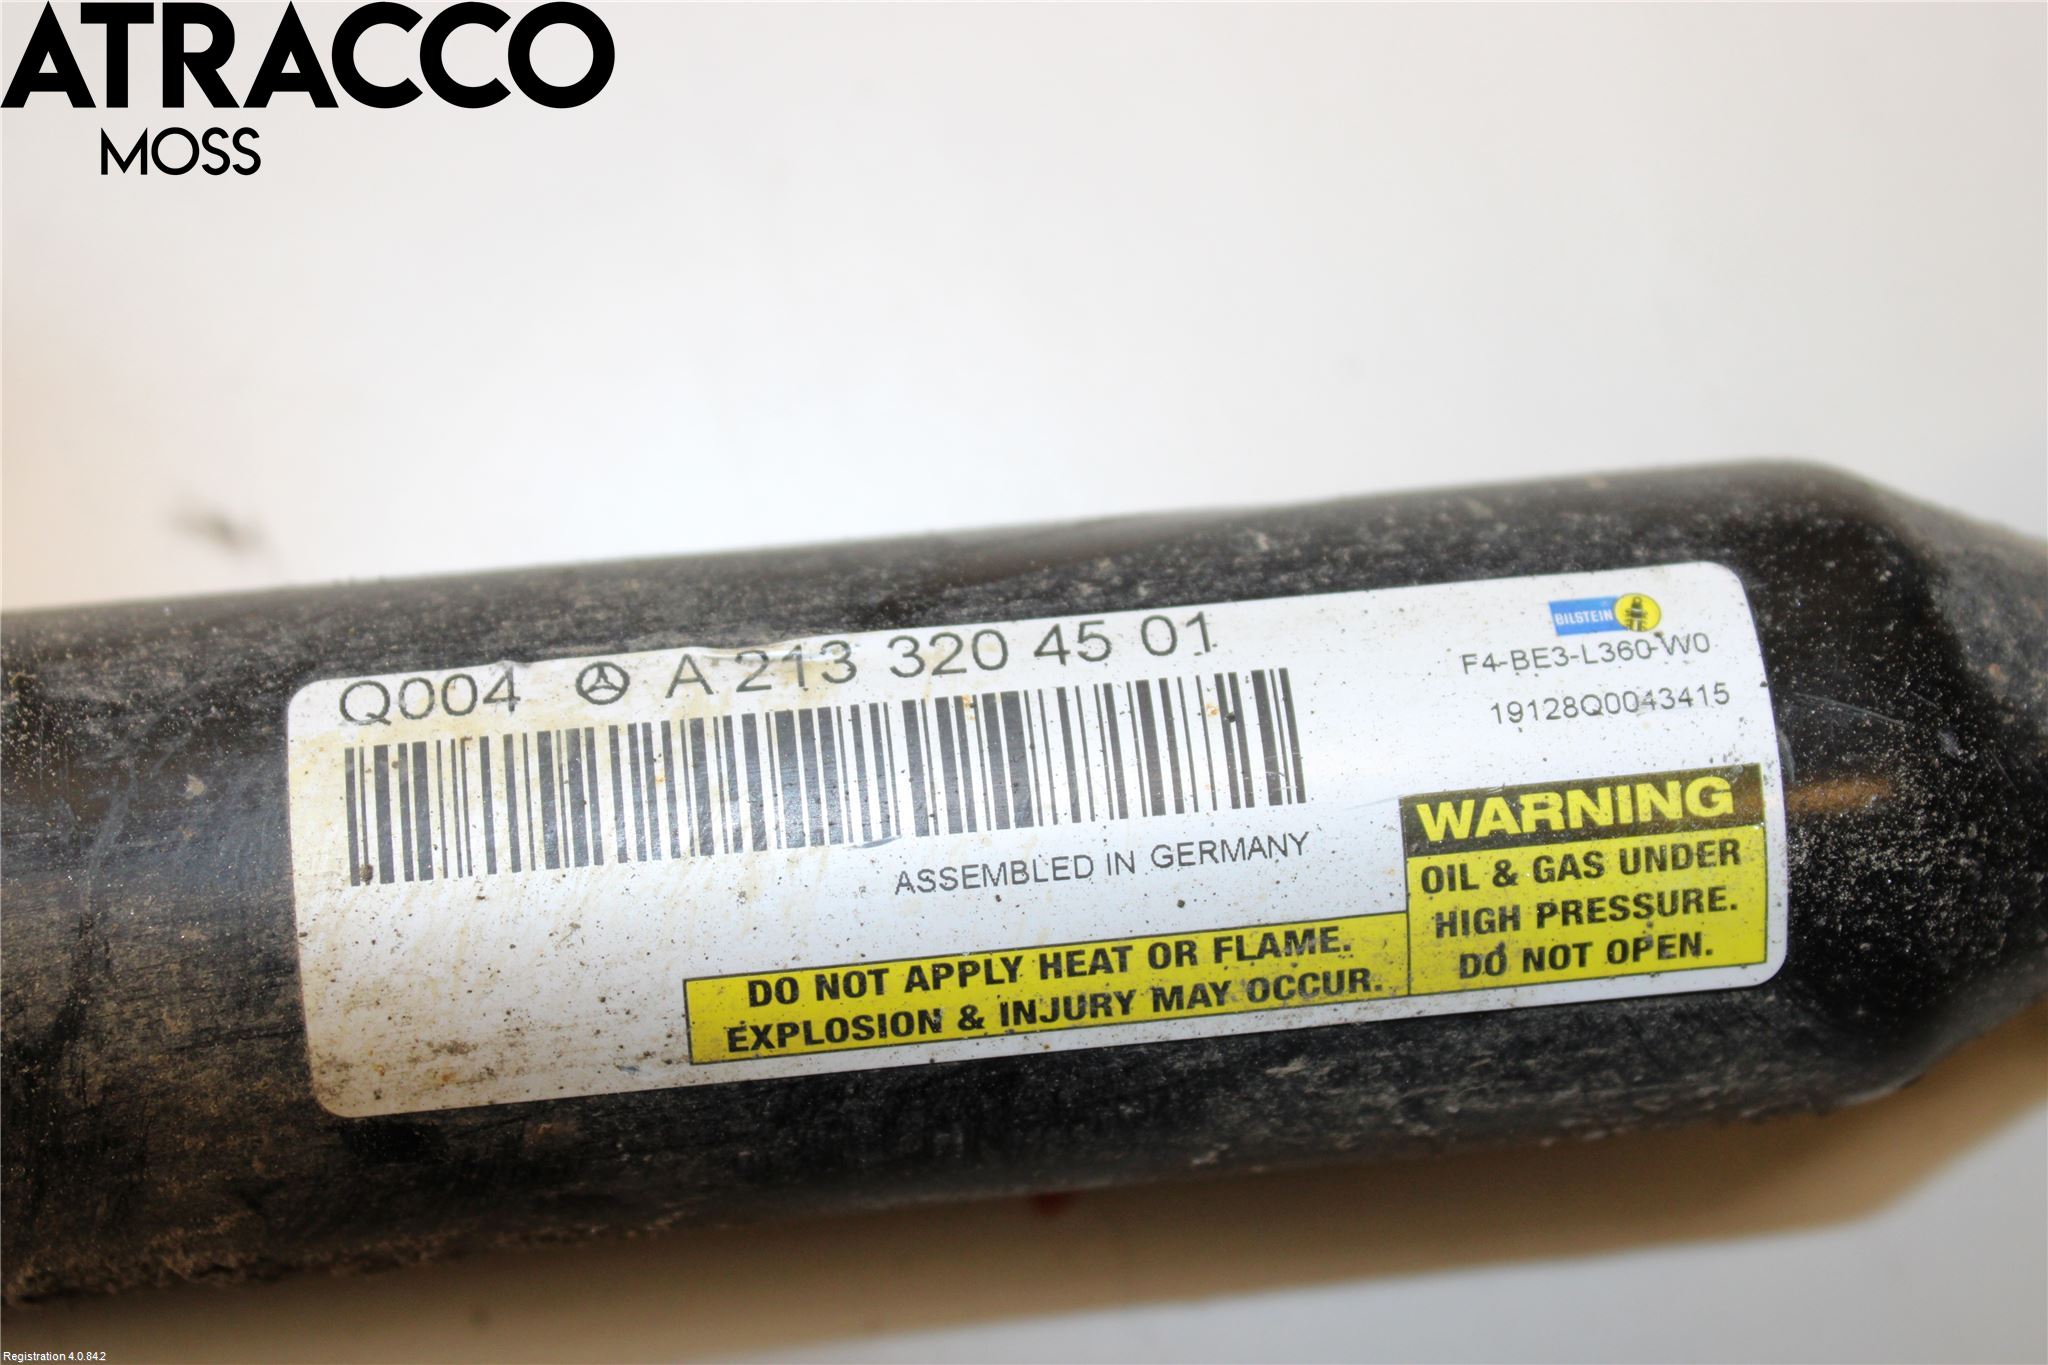 ATRACCO
MOSS
Q004 A 213 320 45 01
BILSTEIN
F4-BE3-L360-W0
19128Q0043415
ASSEMBLED IN GERMANY
WARNING
OIL & GAS UNDER
HIGH PRESSURE.
DO NOT OPEN.
DO NOT APPLY HEAT OR FLAME.
EXPLOSION & INJURY MAY OCCUR.
Registration 4.0.84.2